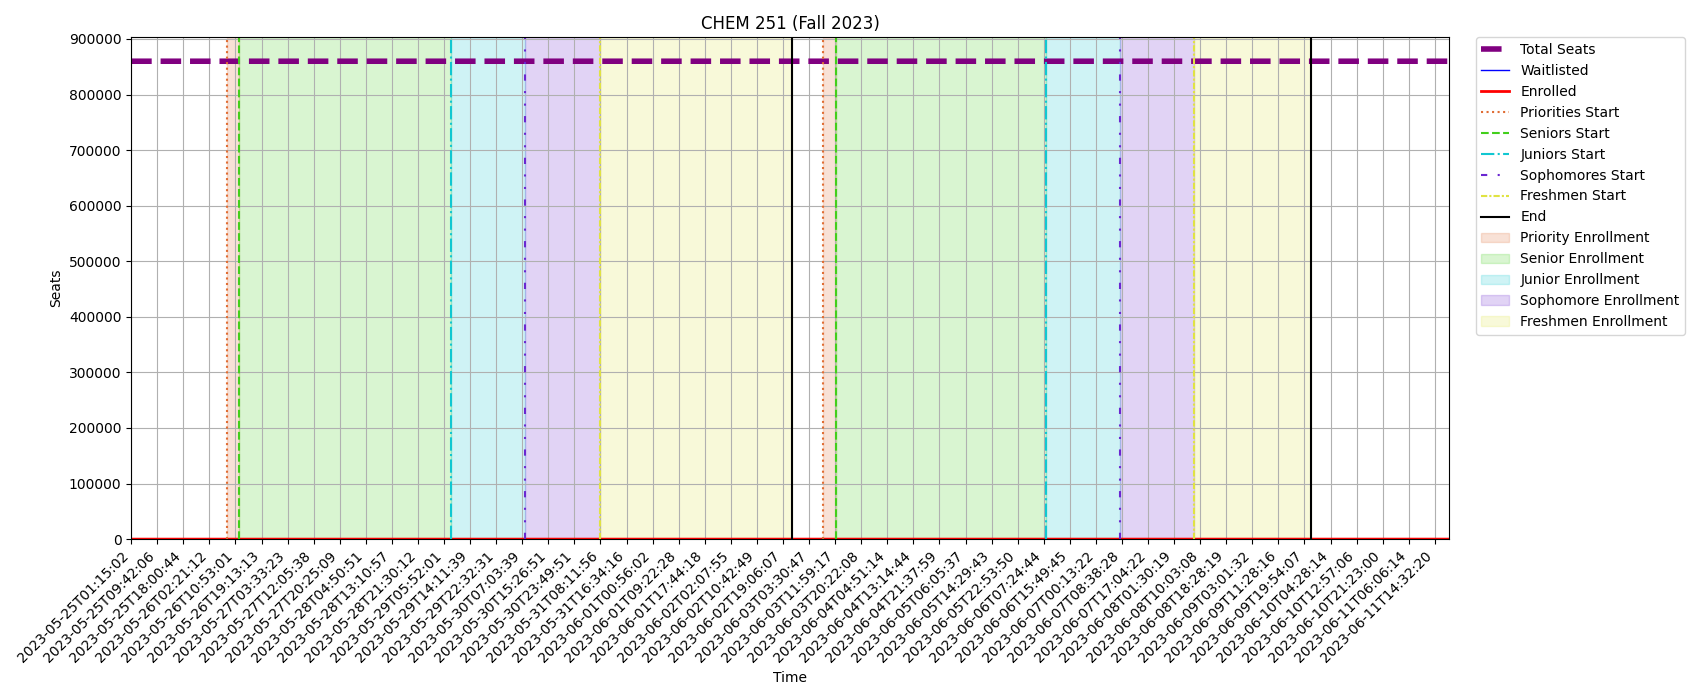 CHEM 251 (Fall 2023)
900000
800000
700000
600000
500000
400000
300000
200000
100000
0
Seats
2023-05-25T01:15:02
2023-05-25T09:42:06
2023-05-25T18:00:44
2023-05-26T02:21:12
2023-05-26T10:53:01
2023-05-26T19:13:13
2023-05-27T03:33:23
2023-05-27T12:05:38
2023-05-27T20:25:09
2023-05-28T04:50:51
2023-05-28T13:10:57
2023-05-28T21:30:12
2023-05-29T05:52:01
2023-05-29T14:11:39
2023-05-29T22:32:31
2023-05-30T07:03:39
2023-05-30T15:26:51
2023-05-30T23:49:51
2023-05-31T08:11:56
2023-05-31T16:34:16
2023-06-01T00:56:02
2023-06-01T09:22:28
2023-06-01T17:44:18
2023-06-02T02:07:55
2023-06-02T10:42:49
2023-06-02T19:06:07
2023-06-03T03:30:47
2023-06-03T11:59:17
2023-06-03T20:22:08
2023-06-04T04:51:14
2023-06-04T13:14:44
2023-06-04T21:37:59
2023-06-05T06:05:37
2023-06-05T14:29:43
2023-06-05T22:53:50
2023-06-06T07:24:44
2023-06-06T15:49:45
2023-06-07T00:13:22
2023-06-07T08:38:28
2023-06-07T17:04:22
2023-06-08T01:30:19
2023-06-08T10:03:08
2023-06-08T18:28:19
2023-06-09T03:01:32
2023-06-09T11:28:16
2023-06-09T19:54:07
2023-06-10T04:28:14
2023-06-10T12:57:06
2023-06-10T21:23:00
2023-06-11T06:06:14
2023-06-11T14:32:20
Time
Total Seats
Waitlisted
Enrolled
Priorities Start
Seniors Start
Juniors Start
Sophomores Start
Freshmen Start
End
Priority Enrollment
Senior Enrollment
Junior Enrollment
Sophomore Enrollment
Freshmen Enrollment